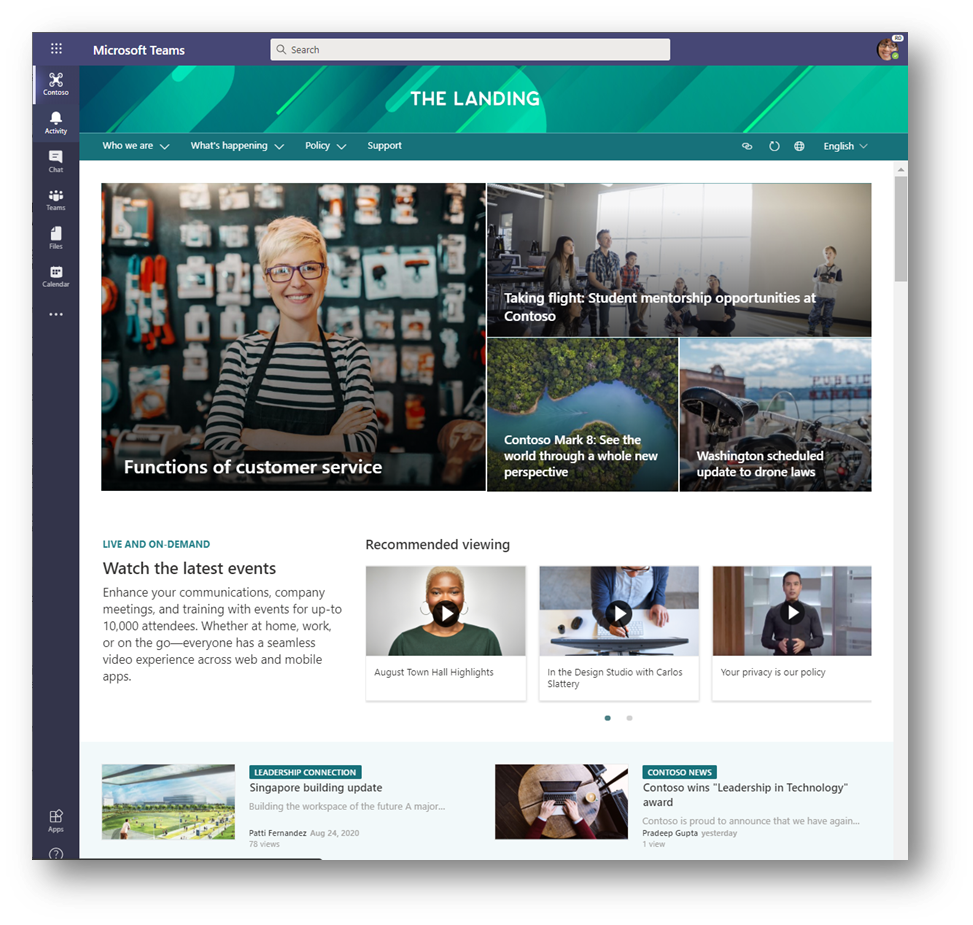 Microsoft Teams
Search
RD
Contoso
Activity
Chat
Teams
Files
Calendar
Apps
THE LANDING
Who we are
What's happening
Policy
Support
English
Functions of customer service
Taking flight: Student mentorship opportunities at
Contoso
Contoso Mark 8: See the
world through a whole new
perspective
PUBLIC
Washington scheduled
update to drone laws
LIVE AND ON-DEMAND
Watch the latest events
Enhance your communications, company
meetings, and training with events for up-to
10,000 attendees. Whether at home, work,
or on the go—everyone has a seamless
video experience across web and mobile
apps.
Recommended viewing
August Town Hall Highlights
In the Design Studio with Carlos
Slattery
Your privacy is our policy
LEADERSHIP CONNECTION
Singapore building update
Building the workspace of the future A major...
Patti Fernandez Aug 24, 2020
78 views
CONTOSO NEWS
Contoso wins "Leadership in Technology"
award
Contoso is proud to announce that we have again...
Pradeep Gupta yesterday
1 view